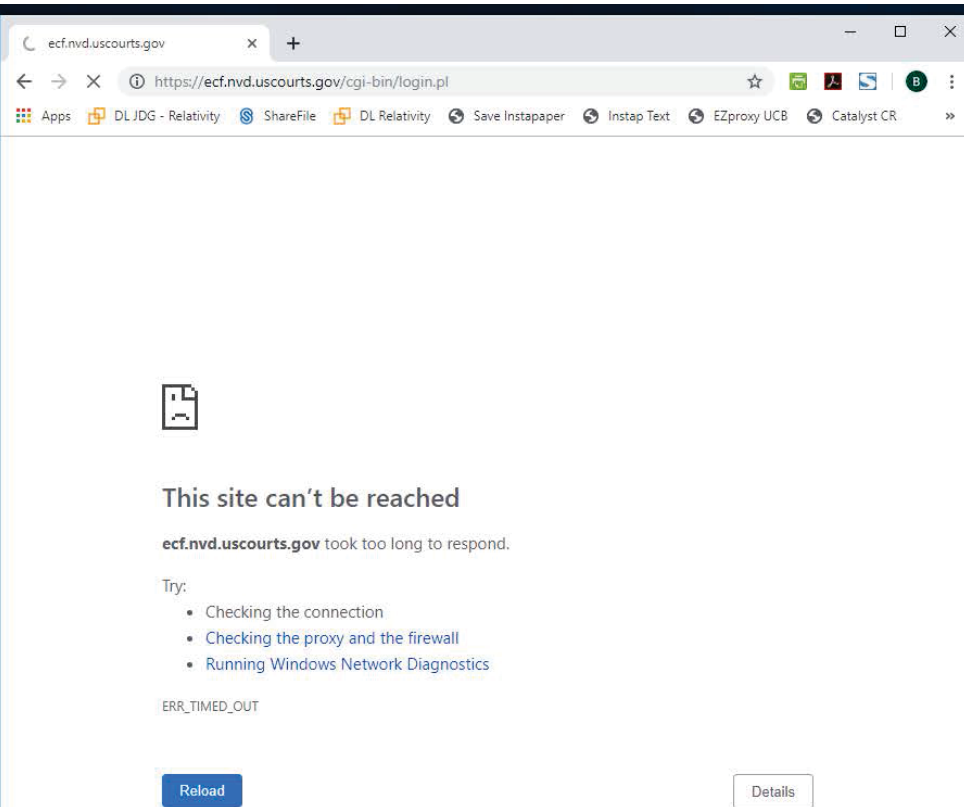 ecf.nvd.uscourts.gov
https://ecf.nvd.uscourts.gov/cgi-bin/login.pl
B
Apps DL JDG - Relativity ShareFile DL Relativity Save Instapaper Instap Text EZproxy UCB Catalyst CR »
This site can't be reached
ecf.nvd.uscourts.gov took too long to respond.
Try:
• Checking the connection
• Checking the proxy and the firewall
• Running Windows Network Diagnostics
ERR_TIMED_OUT
Reload Details